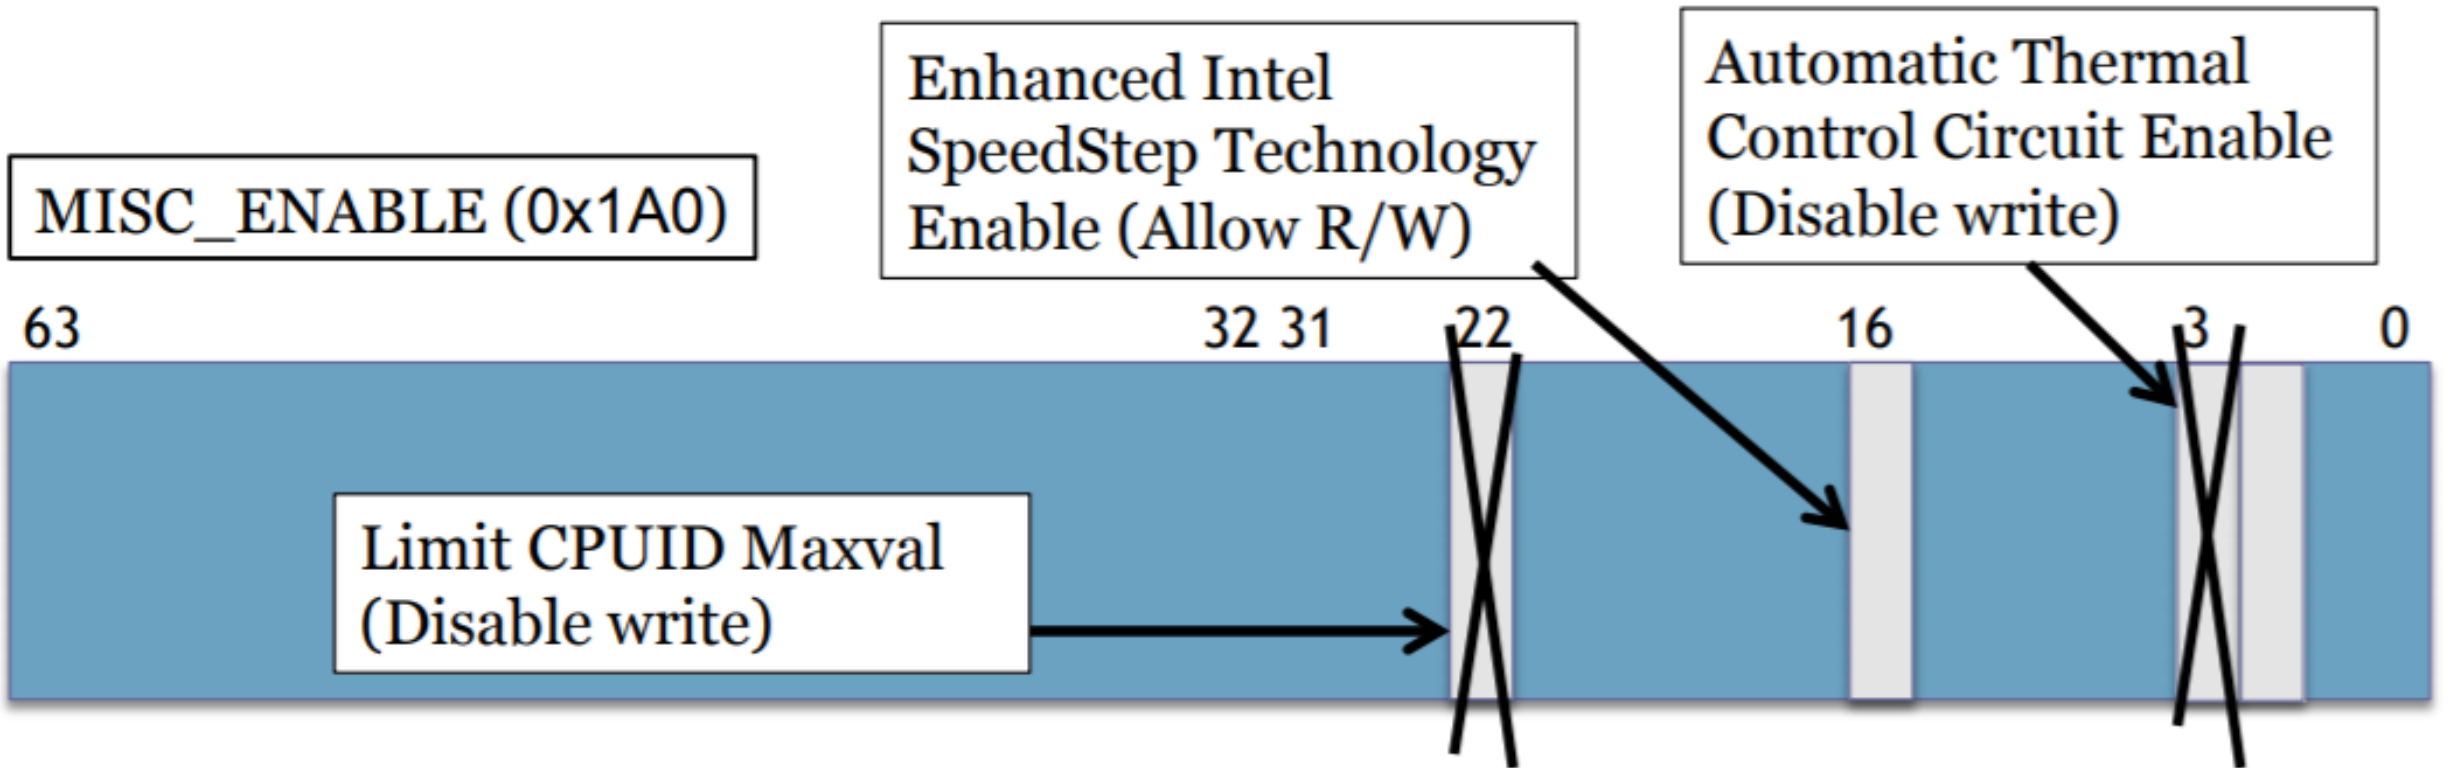 Enhanced Intel
SpeedStep Technology
Enable (Allow R/W)
Automatic Thermal
Control Circuit Enable
(Disable write)
MISC_ENABLE (0x1A0)
63 32 31 22 16 3 0
Limit CPUID Maxval
(Disable write)